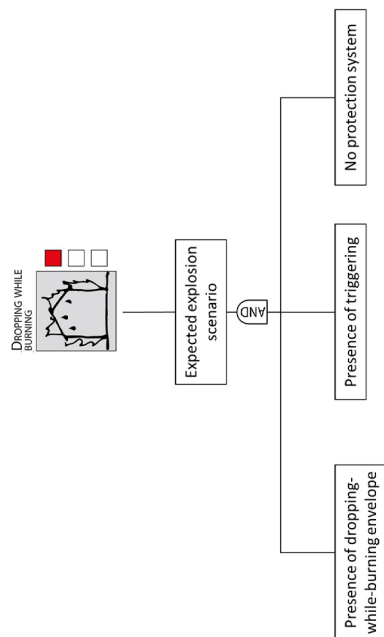 DROPPING WHILE
BURNING
Expected explosion
scenario
AND
Presence of dropping-
while-burning envelope
Presence of triggering
No protection system